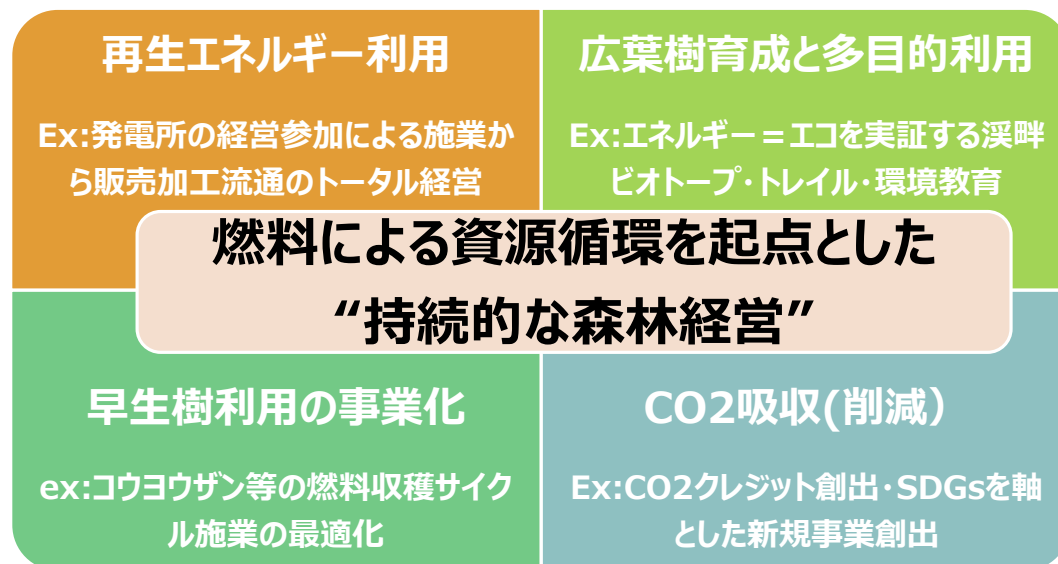 再生エネルギー利用
Ex:発電所の経営参加による施業か
ら販売加工流通のトータル経営
広葉樹育成と多目的利用
Ex:エネルギー＝エコを実証する渓畔
ビオトープ・トレイル・環境教育
燃料による資源循環を起点とした
“持続的な森林経営”
早生樹利用の事業化
ex:コウヨウザン等の燃料収穫サイク
ル施業の最適化
CO2吸収(削減）
Ex:CO2クレジット創出・SDGsを軸
とした新規事業創出